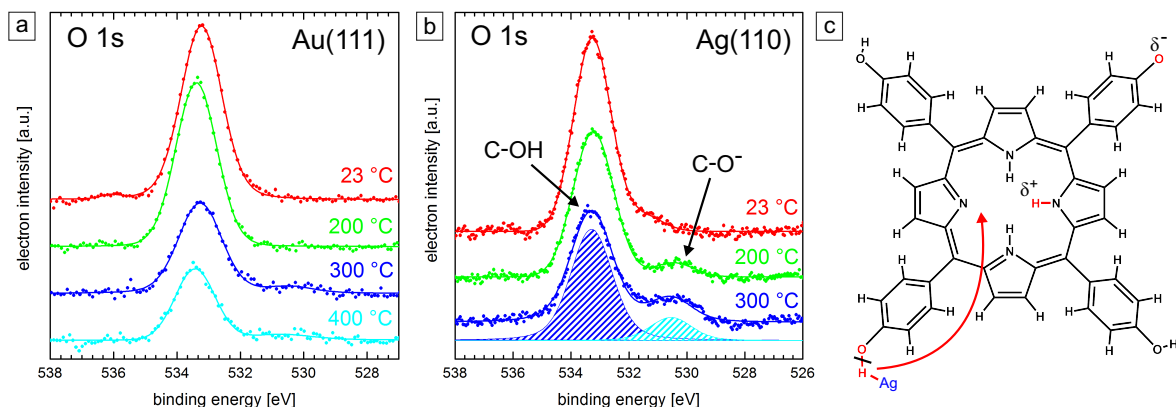 a
O 1s
Au(111)
electron intensity [a.u.]
23 °C
200 °C
300 °C
400 °C
538 536 534 532 530 528
binding energy [eV]
b
O 1s
Ag(110)
electron intensity [a.u.]
C-OH
C-O⁻
23 °C
200 °C
300 °C
538 536 534 532 530 528 526
binding energy [eV]
c
H δ⁻
O O
H H H H
H H
H H
N
H
H H
δ⁺
N H N
H H
H
N
H H
H H
H H H H
O O H
H Ag